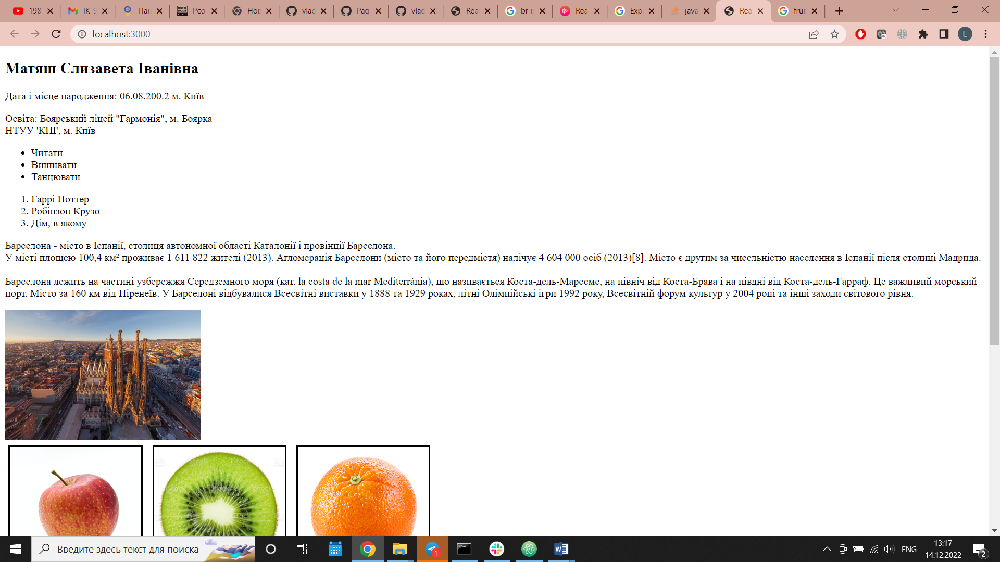 198
ІК-9
Пан
Роз
Нов
vlad
Pag
vlad
Rea
br i
Rea
Exp
java
Rea
frui
localhost:3000
L
Матяш Єлизавета Іванівна
Дата і місце народження: 06.08.200.2 м. Київ
Освіта: Боярський ліцей "Гармонія", м. Боярка
НТУУ 'КПІ', м. Київ
• Читати
• Вишивати
• Танцювати
1. Гаррі Поттер
2. Робінзон Крузо
3. Дім, в якому
Барселона - місто в Іспанії, столиця автономної області Каталонії і провінції Барселона.
У місті площею 100,4 км² проживає 1 611 822 жителі (2013). Агломерація Барселони (місто та його передмістя) налічує 4 604 000 осіб (2013)[8]. Місто є другим за чисельністю населення в Іспанії після столиці Мадрида.
Барселона лежить на частині узбережжя Середземного моря (кат. la costa de la mar Mediterrània), що називається Коста-дель-Маресме, на північ від Коста-Брава і на півдні від Коста-дель-Гарраф. Це важливий морський
порт. Місто за 160 км від Піренеїв. У Барселоні відбувалися Всесвітні виставки у 1888 та 1929 роках, літні Олімпійські ігри 1992 року, Всесвітній форум культур у 2004 році та інші заходи світового рівня.
Введите здесь текст для поиска
1
ENG
13:17
14.12.2022
2